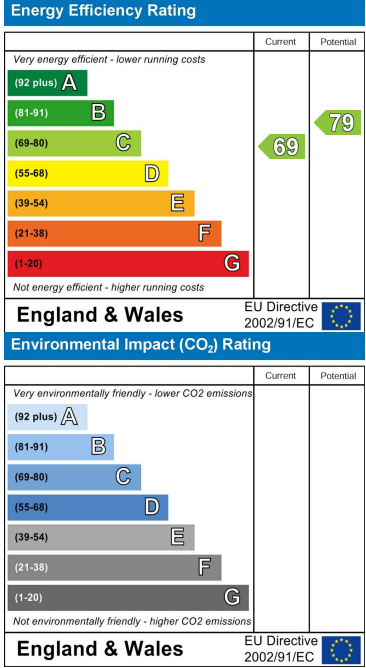 Energy Efficiency Rating
Current Potential
Very energy efficient - lower running costs
(92 plus) A
(81-91) B
(69-80) C
(55-68) D
(39-54) E
(21-38) F
(1-20) G
79
69
Not energy efficient - higher running costs
England & Wales
EU Directive
2002/91/EC
Environmental Impact (CO₂) Rating
Current Potential
Very environmentally friendly - lower CO2 emissions
(92 plus) A
(81-91) B
(69-80) C
(55-68) D
(39-54) E
(21-38) F
(1-20) G
Not environmentally friendly - higher CO2 emissions
England & Wales
EU Directive
2002/91/EC